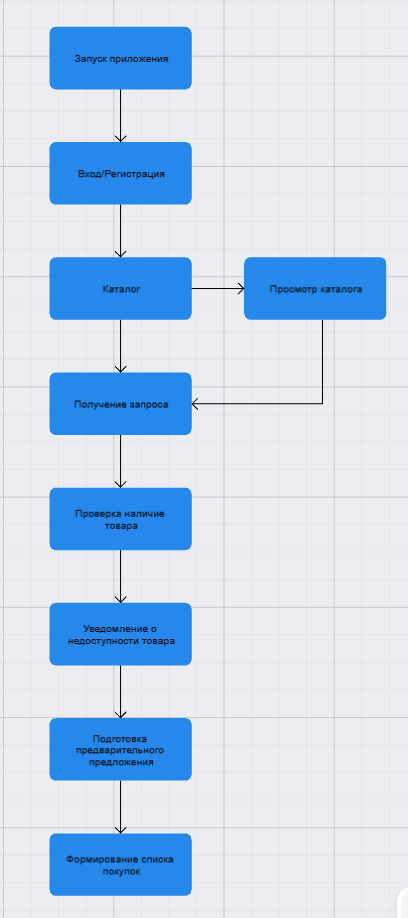 Запуск приложения
Вход/Регистрация
Каталог
Просмотр каталога
Получение запроса
Проверка наличие
товара
Уведомление о
недоступности товара
Подготовка
предварительного
предложения
Формирование списка
покупок